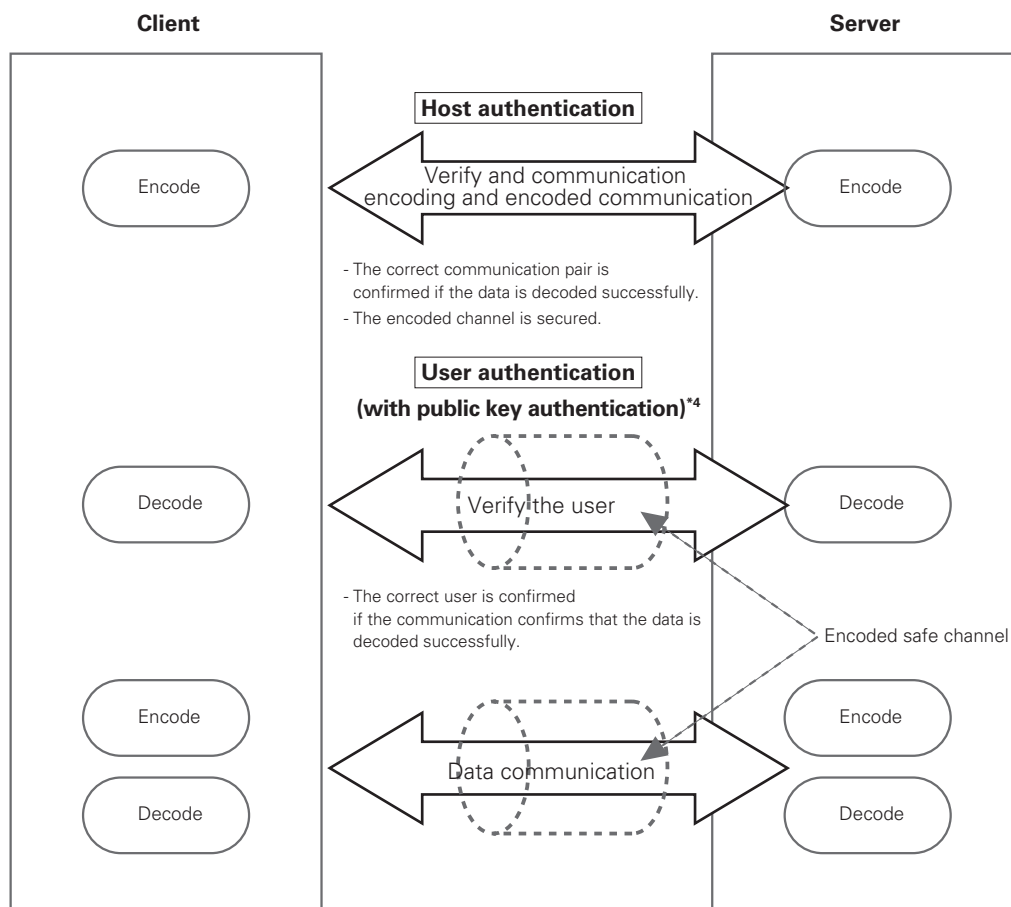 Client
Server
Host authentication
Encode
Verify and communication
encoding and encoded communication
Encode
- The correct communication pair is
confirmed if the data is decoded successfully.
- The encoded channel is secured.
User authentication
(with public key authentication)*4
Decode
Verify the user
Decode
- The correct user is confirmed
if the communication confirms that the data is
decoded successfully.
Encoded safe channel
Encode
Encode
Data communication
Decode
Decode